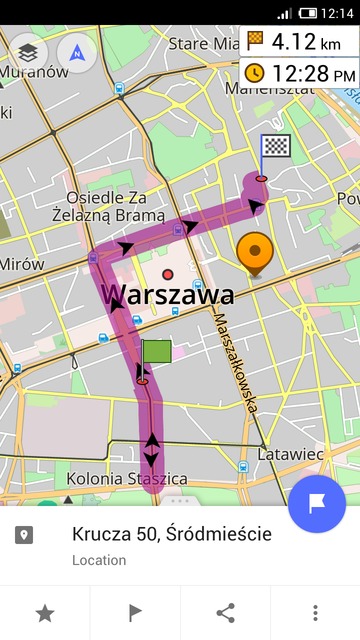 12:14
4.12 km
12:28 PM
Stare Mia
Muranów
Mariensztat
ki
Osiedle Za
Żelazną Bramą
Pow
Mirów
Warszawa
Marszałkowska
Latawiec
Kolonia Staszica
Krucza 50, Śródmieście
Location